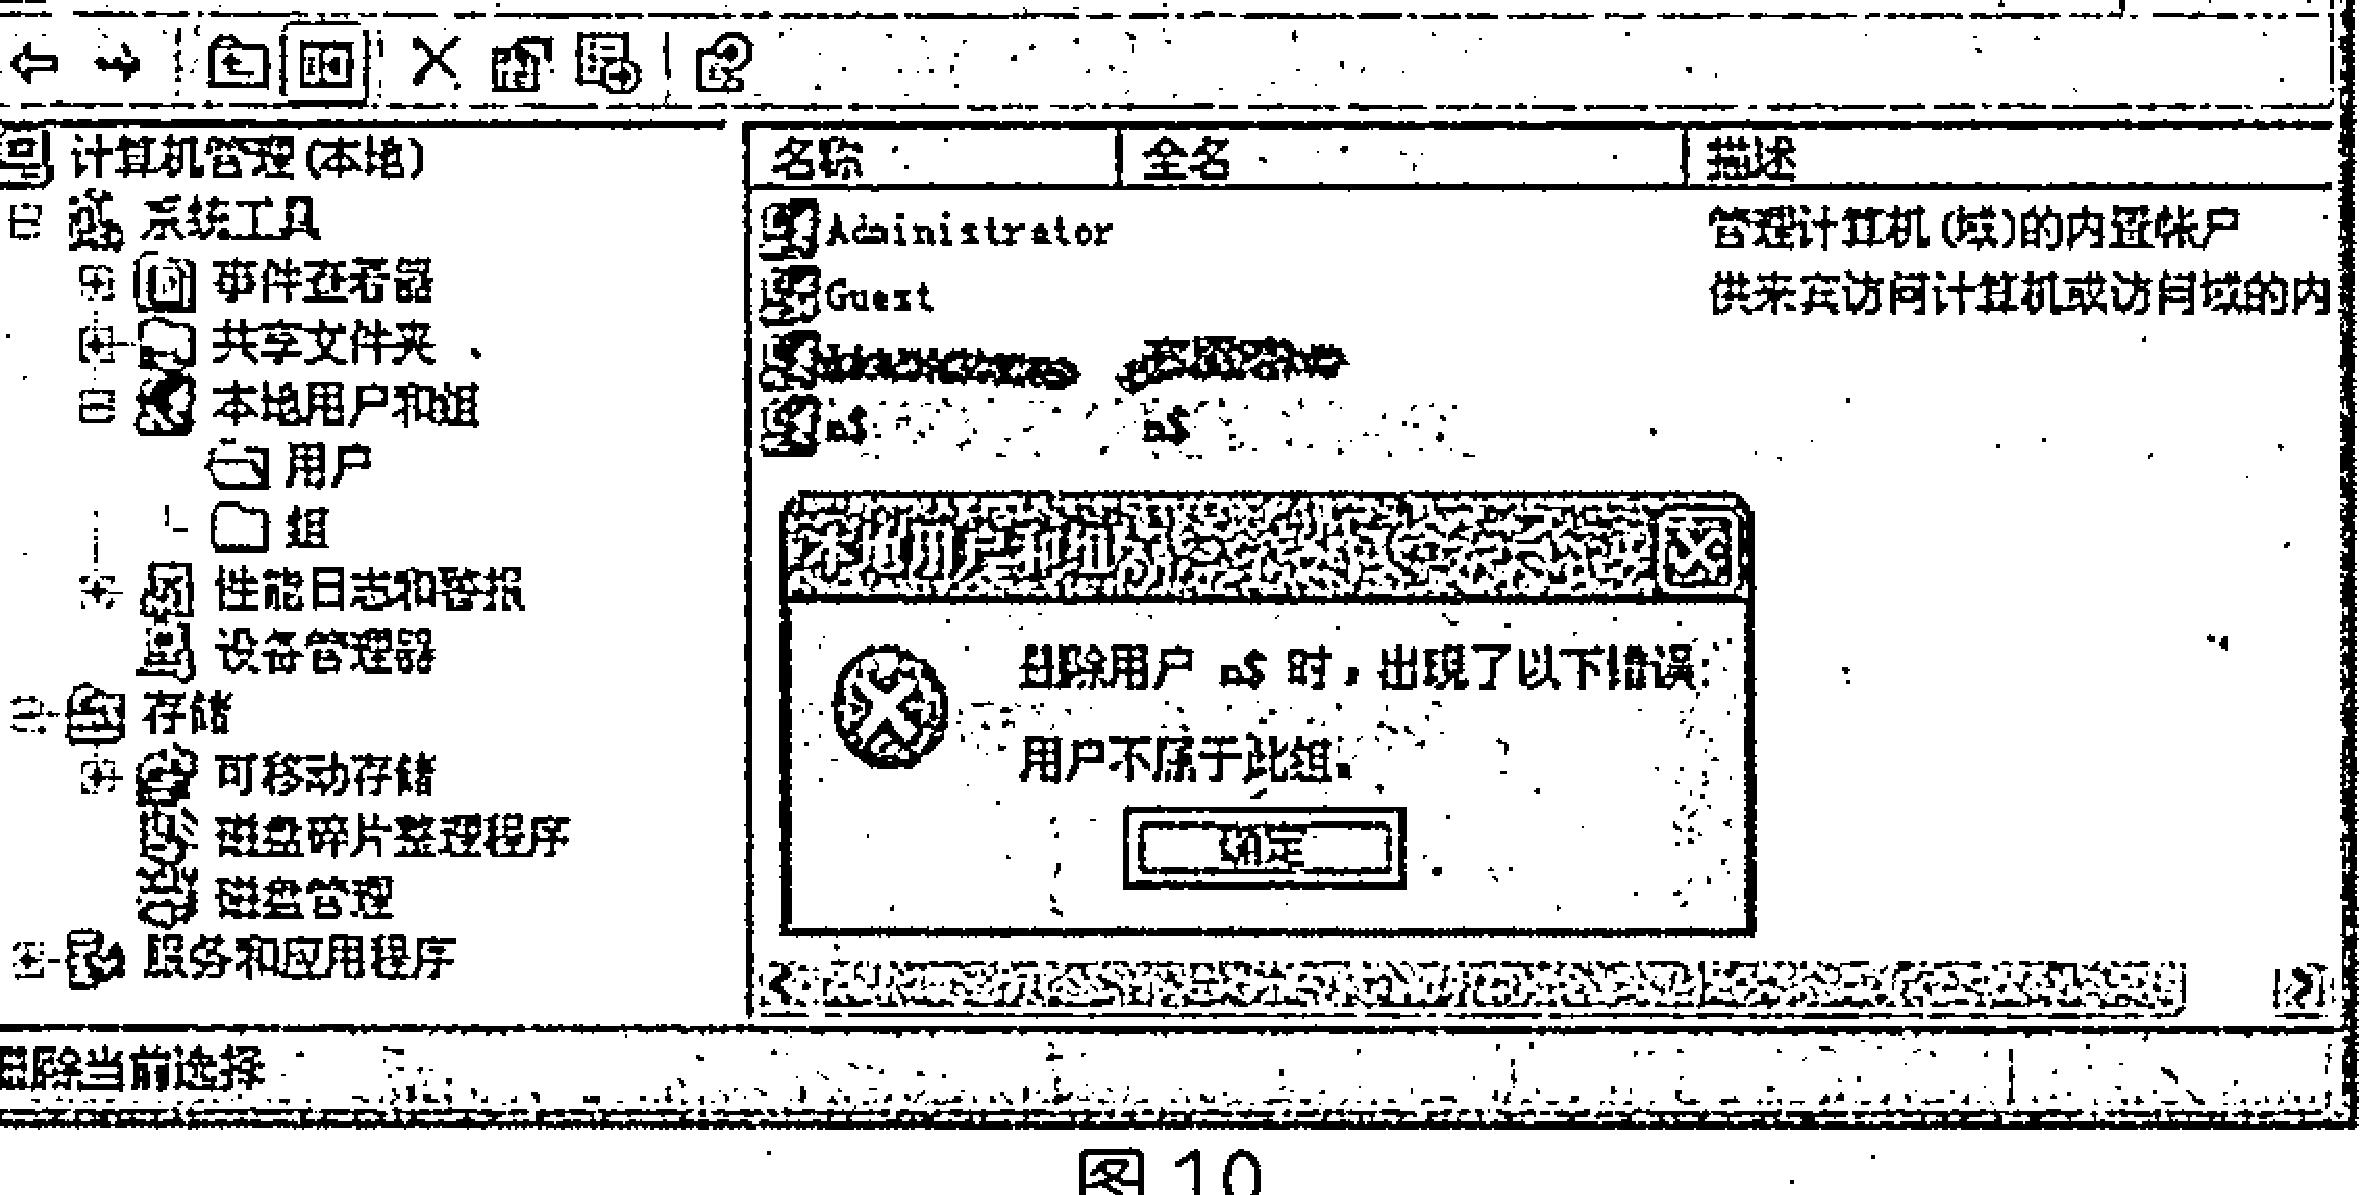 计算机管理(本地)
系统工具
事件查看器
共享文件夹
本地用户和组
用户
组
性能日志和警报
设备管理器
存储
可移动存储
磁盘碎片整理程序
磁盘管理
服务和应用程序
名称 全名 描述
Administrator 管理计算机(域)的内置帐户
Guest 供来宾访问计算机或访问域的内
n$ n$
本地用户和组
删除用户 n$ 时，出现了以下错误:
用户不属于此组。
确定
删除当前选择
图 10